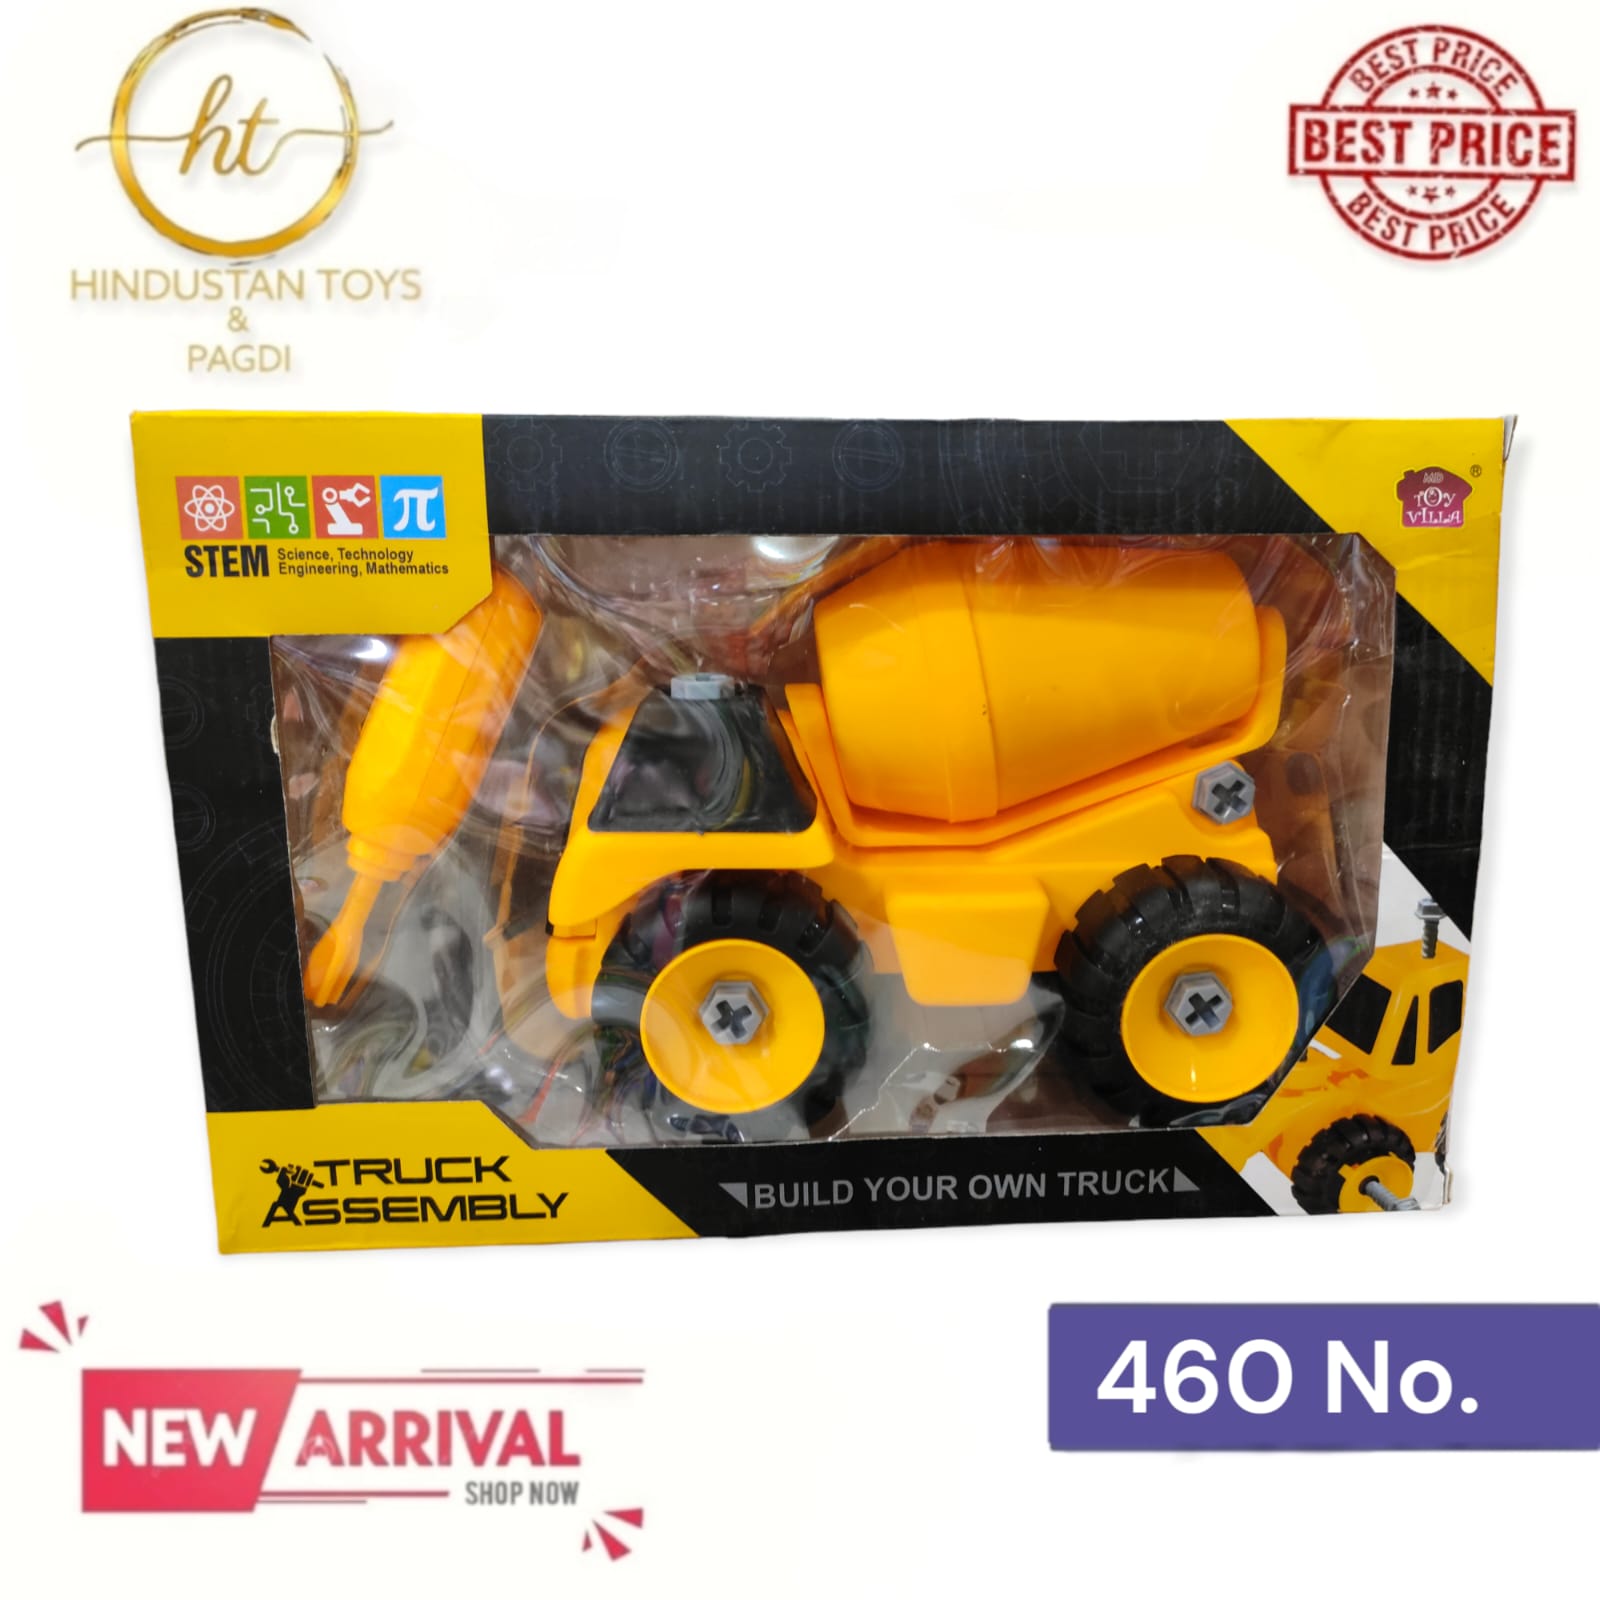 ht
HINDUSTAN TOYS
&
PAGDI
BEST PRICE
BEST PRICE
BEST PRICE
π
STEM Science, Technology
Engineering, Mathematics
TOY
VILLA
®
TRUCK
ASSEMBLY
BUILD YOUR OWN TRUCK
NEW ARRIVAL
SHOP NOW
460 No.